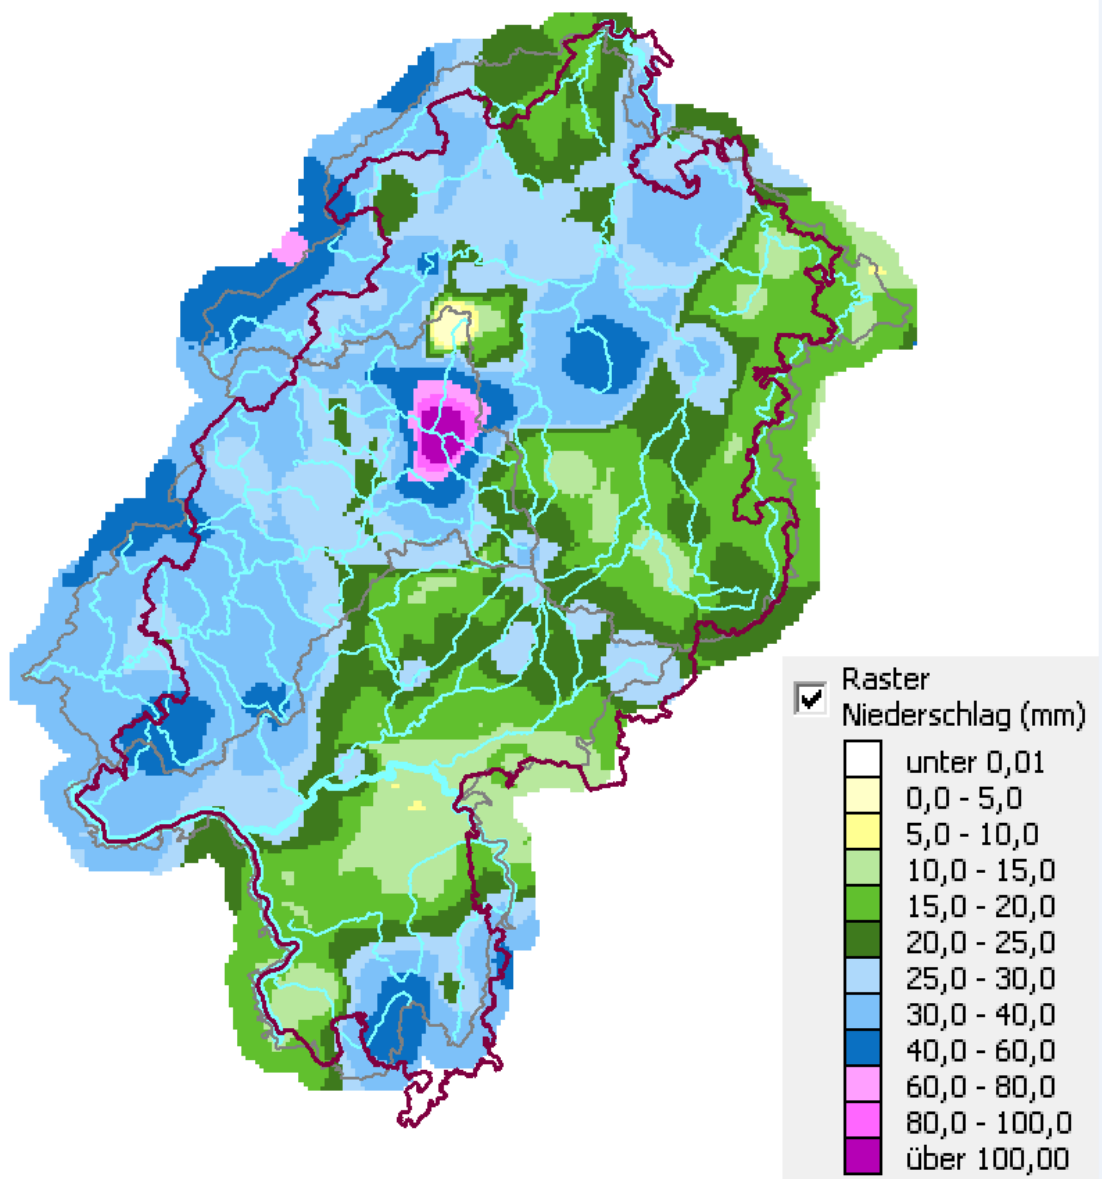 Raster
Niederschlag (mm)
unter 0,01
0,0 - 5,0
5,0 - 10,0
10,0 - 15,0
15,0 - 20,0
20,0 - 25,0
25,0 - 30,0
30,0 - 40,0
40,0 - 60,0
60,0 - 80,0
80,0 - 100,0
über 100,00